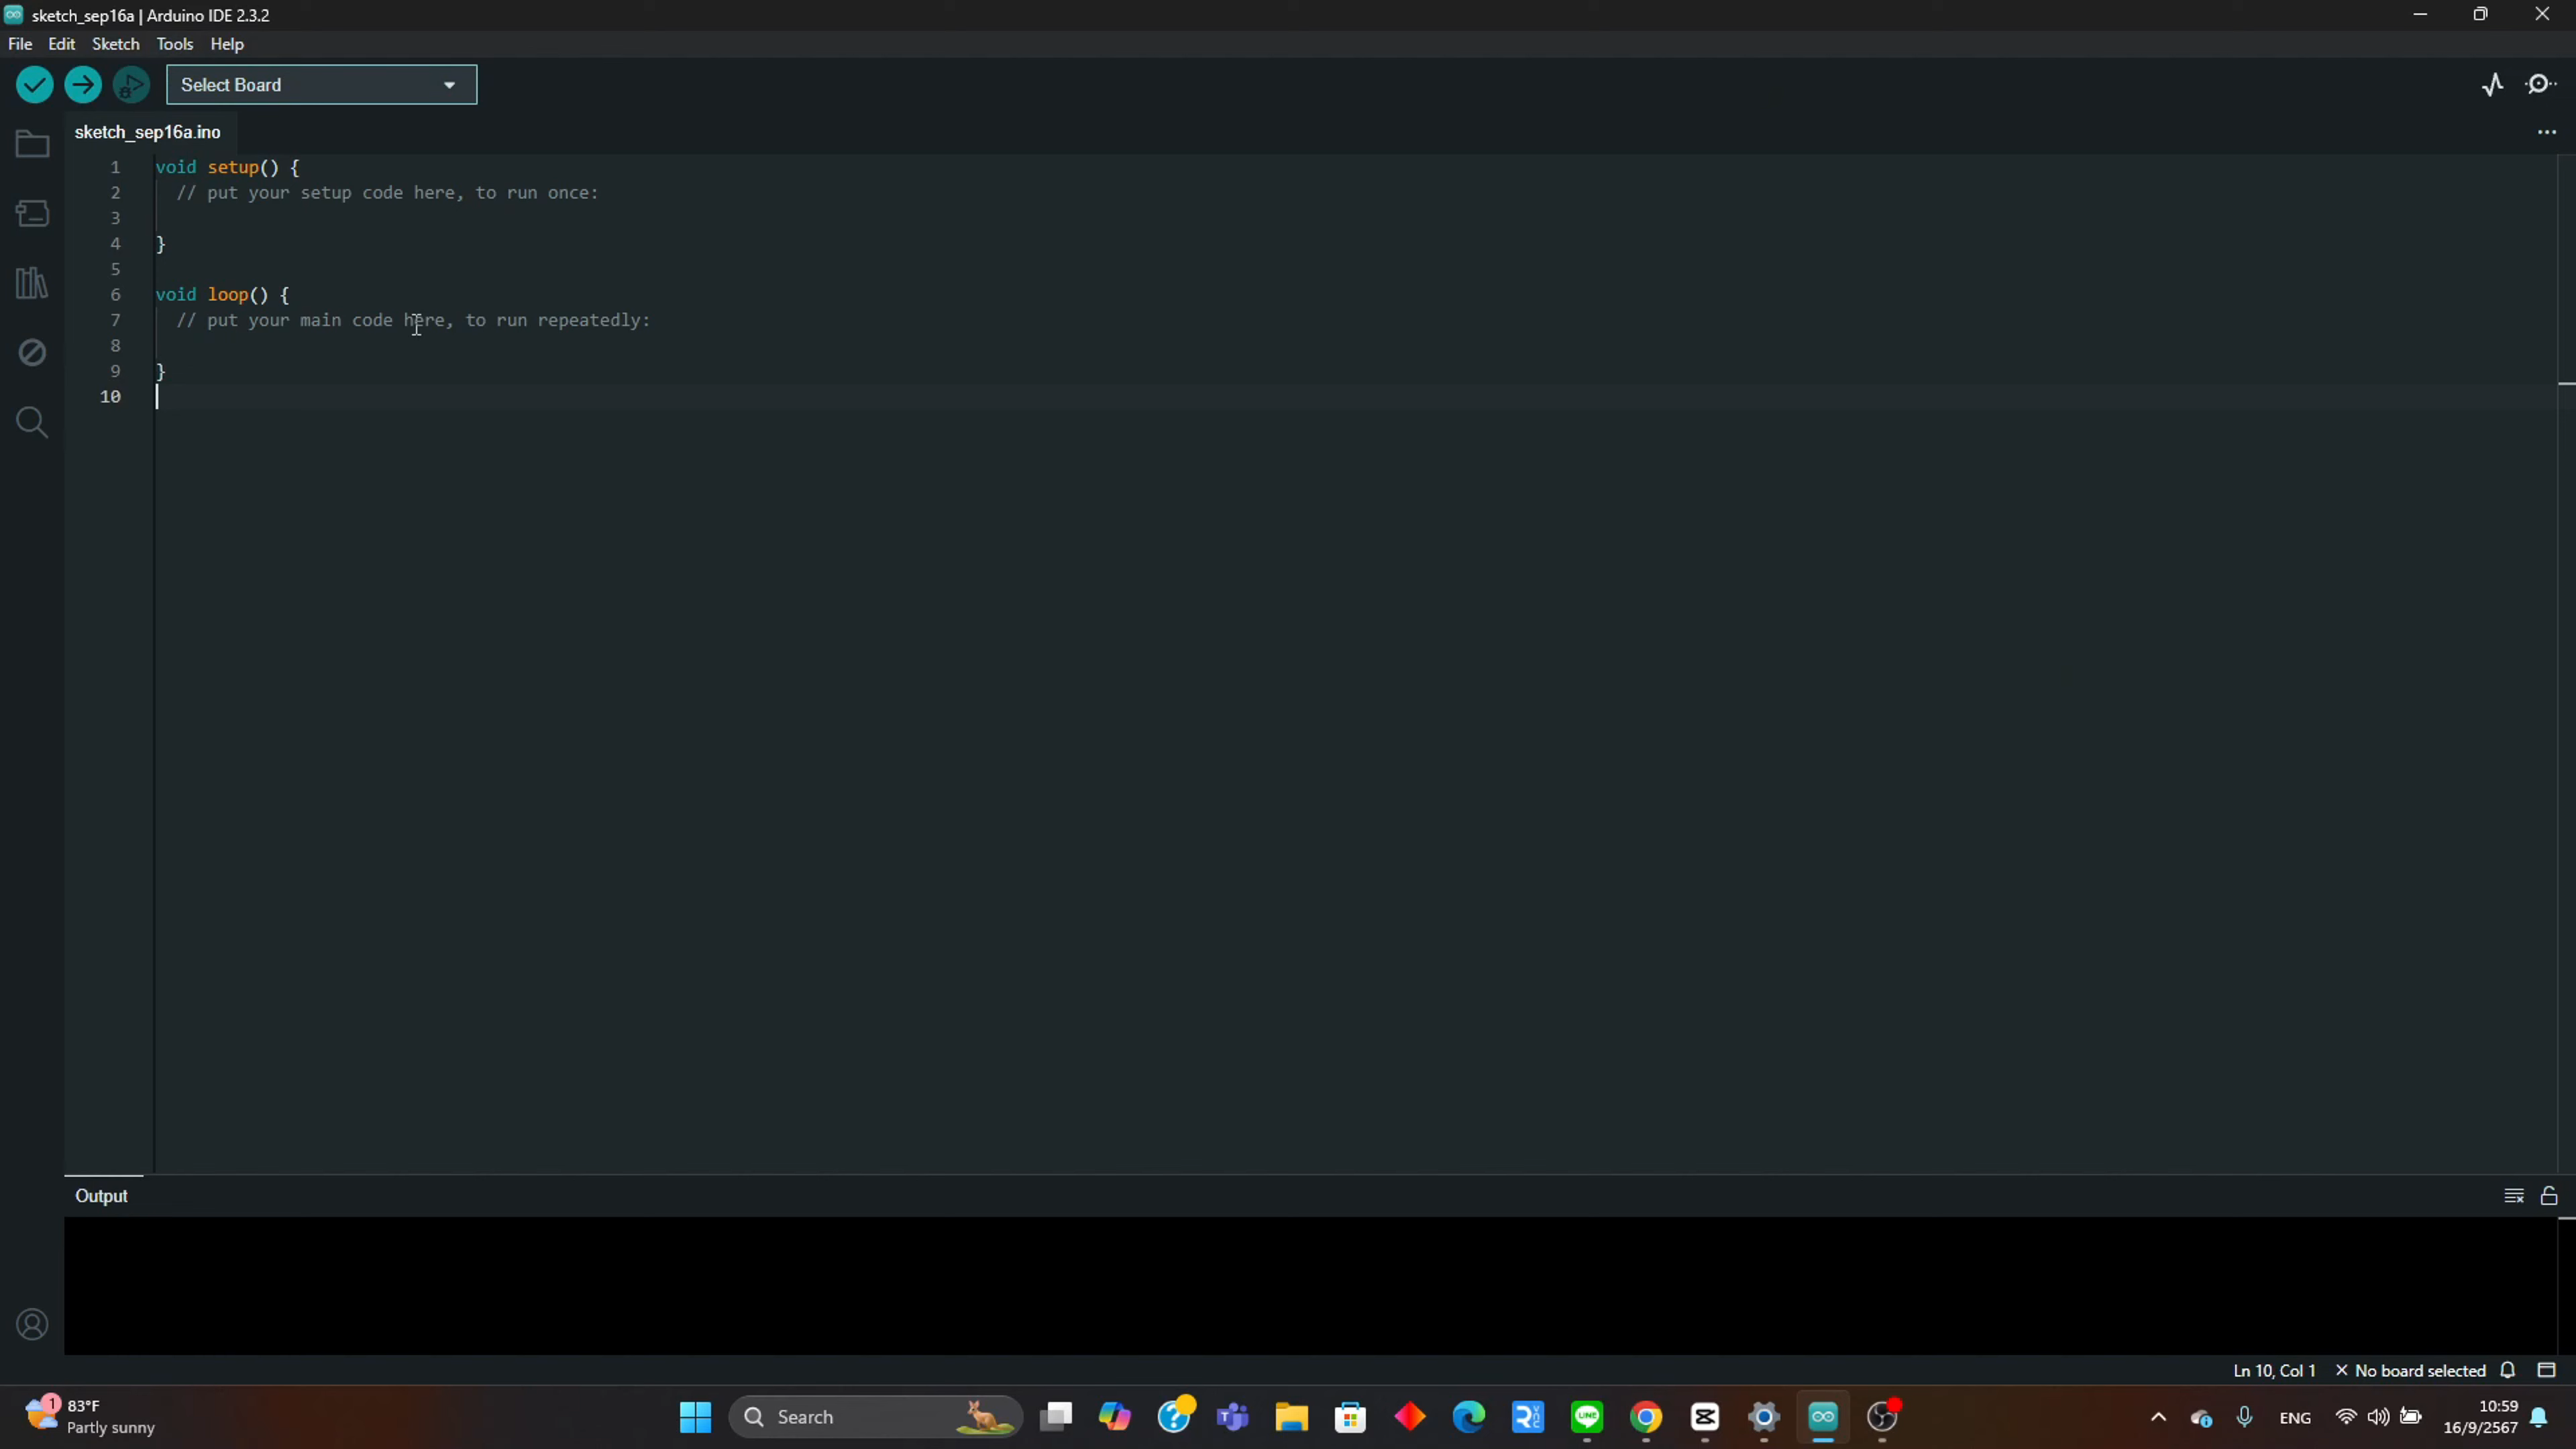 sketch_sep16a | Arduino IDE 2.3.2
File Edit Sketch Tools Help
Select Board
sketch_sep16a.ino
1 void setup() {
2 // put your setup code here, to run once:
3
4 }
5
6 void loop() {
7 // put your main code here, to run repeatedly:
8
9 }
10
Output
Ln 10, Col 1 × No board selected
1
83°F
Partly sunny
Search
LINE
ENG
10:59
16/9/2567